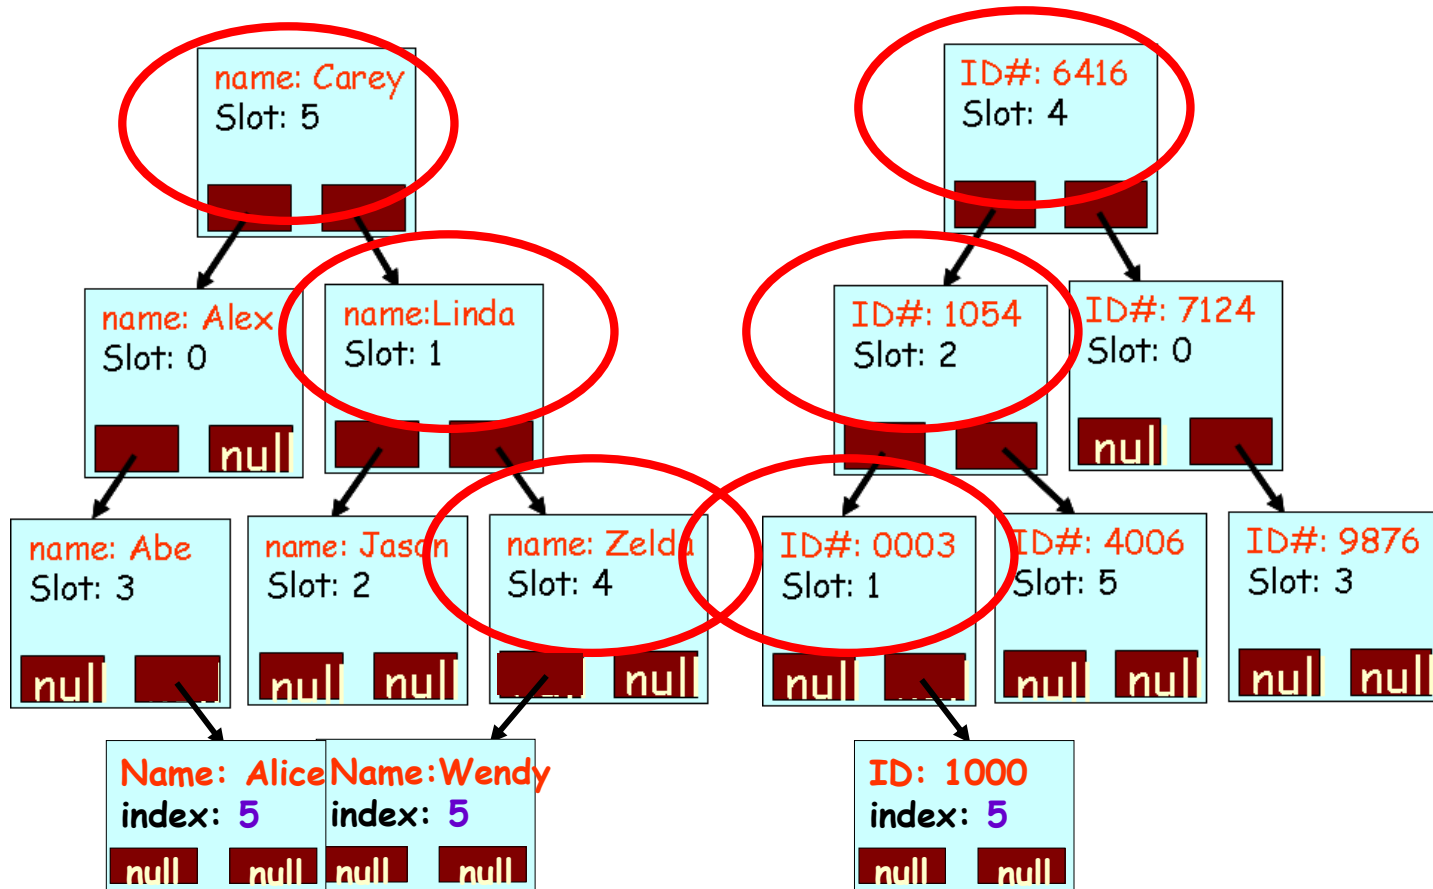 name: Carey
Slot: 5
ID#: 6416
Slot: 4
name: Alex
Slot: 0
null
name:Linda
Slot: 1
ID#: 1054
Slot: 2
ID#: 7124
Slot: 0
null
name: Abe
Slot: 3
null
name: Jason
Slot: 2
null null
name: Zelda
Slot: 4
null
ID#: 0003
Slot: 1
null
ID#: 4006
Slot: 5
null null
ID#: 9876
Slot: 3
null null
Name: Alice
index: 5
null null
Name:Wendy
index: 5
null null
ID: 1000
index: 5
null null